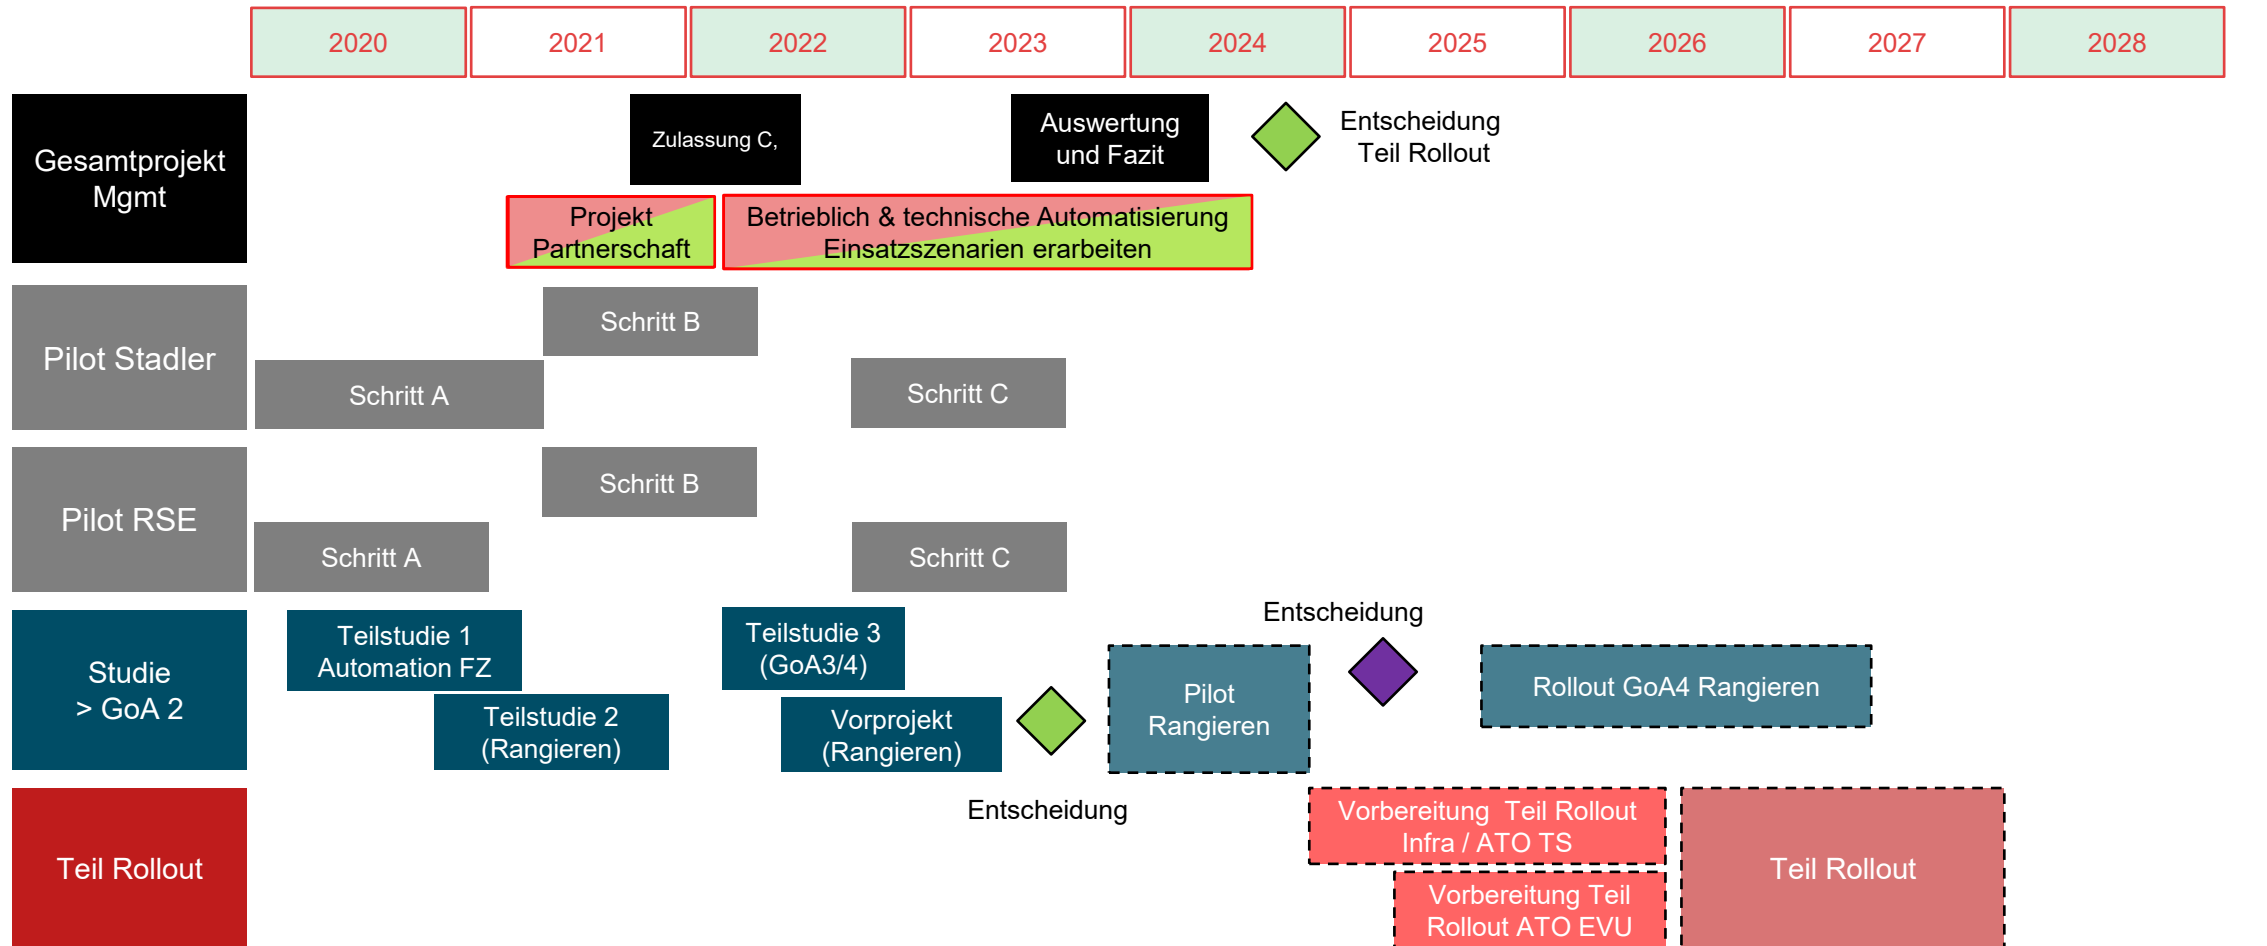 2020
2021
2022
2023
2024
2025
2026
2027
2028
Gesamtprojekt
Mgmt
Zulassung C,
Auswertung
und Fazit
Entscheidung
Teil Rollout
Projekt
Partnerschaft
Betrieblich & technische Automatisierung
Einsatzszenarien erarbeiten
Pilot Stadler
Schritt B
Schritt A
Schritt C
Pilot RSE
Schritt B
Schritt A
Schritt C
Studie
> GoA 2
Teilstudie 1
Automation FZ
Teilstudie 2
(Rangieren)
Teilstudie 3
(GoA3/4)
Vorprojekt
(Rangieren)
Entscheidung
Pilot
Rangieren
Entscheidung
Rollout GoA4 Rangieren
Teil Rollout
Vorbereitung  Teil Rollout
Infra / ATO TS
Vorbereitung Teil
Rollout ATO EVU
Teil Rollout